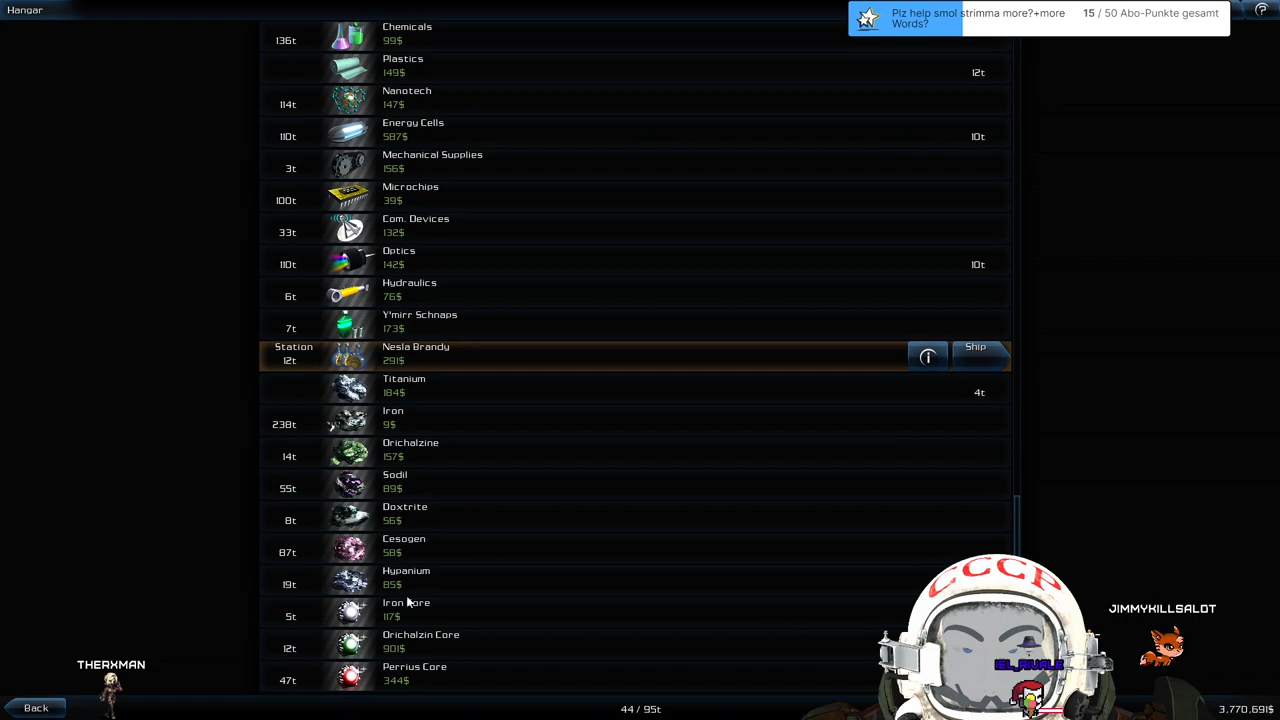 Hangar
Plz help smol strimma more?+more Words?
15 / 50 Abo-Punkte gesamt
Chemicals
136t 99$
Plastics
149$ 12t
Nanotech
114t 147$
Energy Cells
110t 587$ 10t
Mechanical Supplies
3t 156$
Microchips
100t 39$
Com. Devices
33t 132$
Optics
110t 142$ 10t
Hydraulics
6t 76$
Y'mirr Schnaps
7t 173$
Station Nesla Brandy Ship
12t 291$
Titanium
184$ 4t
Iron
238t 9$
Orichalzine
14t 157$
Sodil
55t 89$
Doxtrite
8t 56$
Cesogen
87t 58$
Hypanium
19t 85$
Iron Core
5t 117$
Orichalzin Core
12t 901$
Perrius Core
47t 344$
CCCP
JIMMYKILLSALOT
THERXMAN
IEL_RIVALE
Back
44 / 95t
3.770.691$